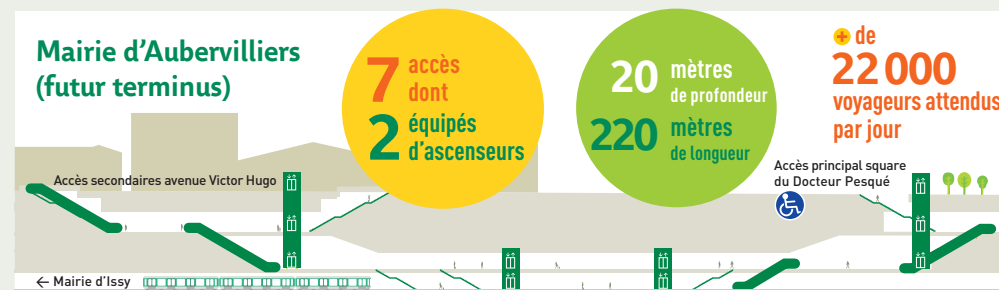 Mairie d'Aubervilliers
(futur terminus)
7 accès
dont
2 équipés
d'ascenseurs
20 mètres
de profondeur
220 mètres
de longueur
+ de
22 000
voyageurs attendus
par jour
Accès secondaires avenue Victor Hugo
Accès principal square
du Docteur Pesqué
← Mairie d'Issy